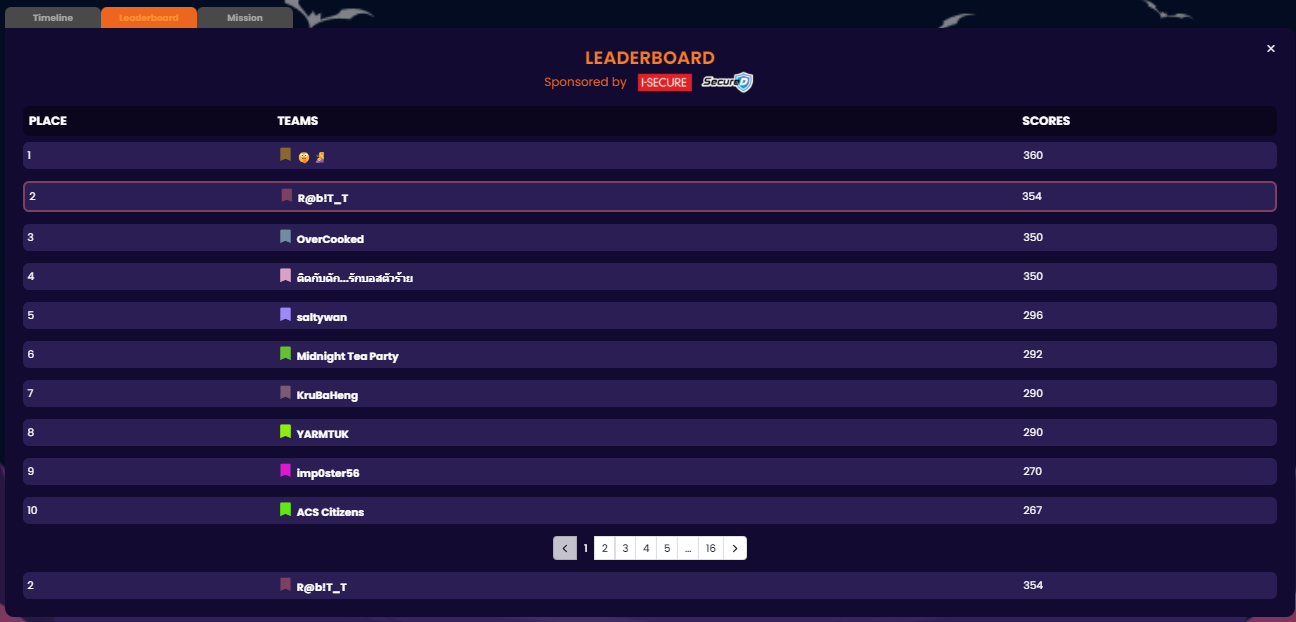 Timeline Leaderboard Mission
×
LEADERBOARD
Sponsored by I-SECURE SecureD
PLACE TEAMS SCORES
1 360
2 R@b!T_T 354
3 OverCooked 350
4 ติดกับดัก...รักบอสตัวร้าย 350
5 saltywan 296
6 Midnight Tea Party 292
7 KruBaHeng 290
8 YARMTUK 290
9 imp0ster56 270
10 ACS Citizens 267
1 2 3 4 5 ... 16
2 R@b!T_T 354